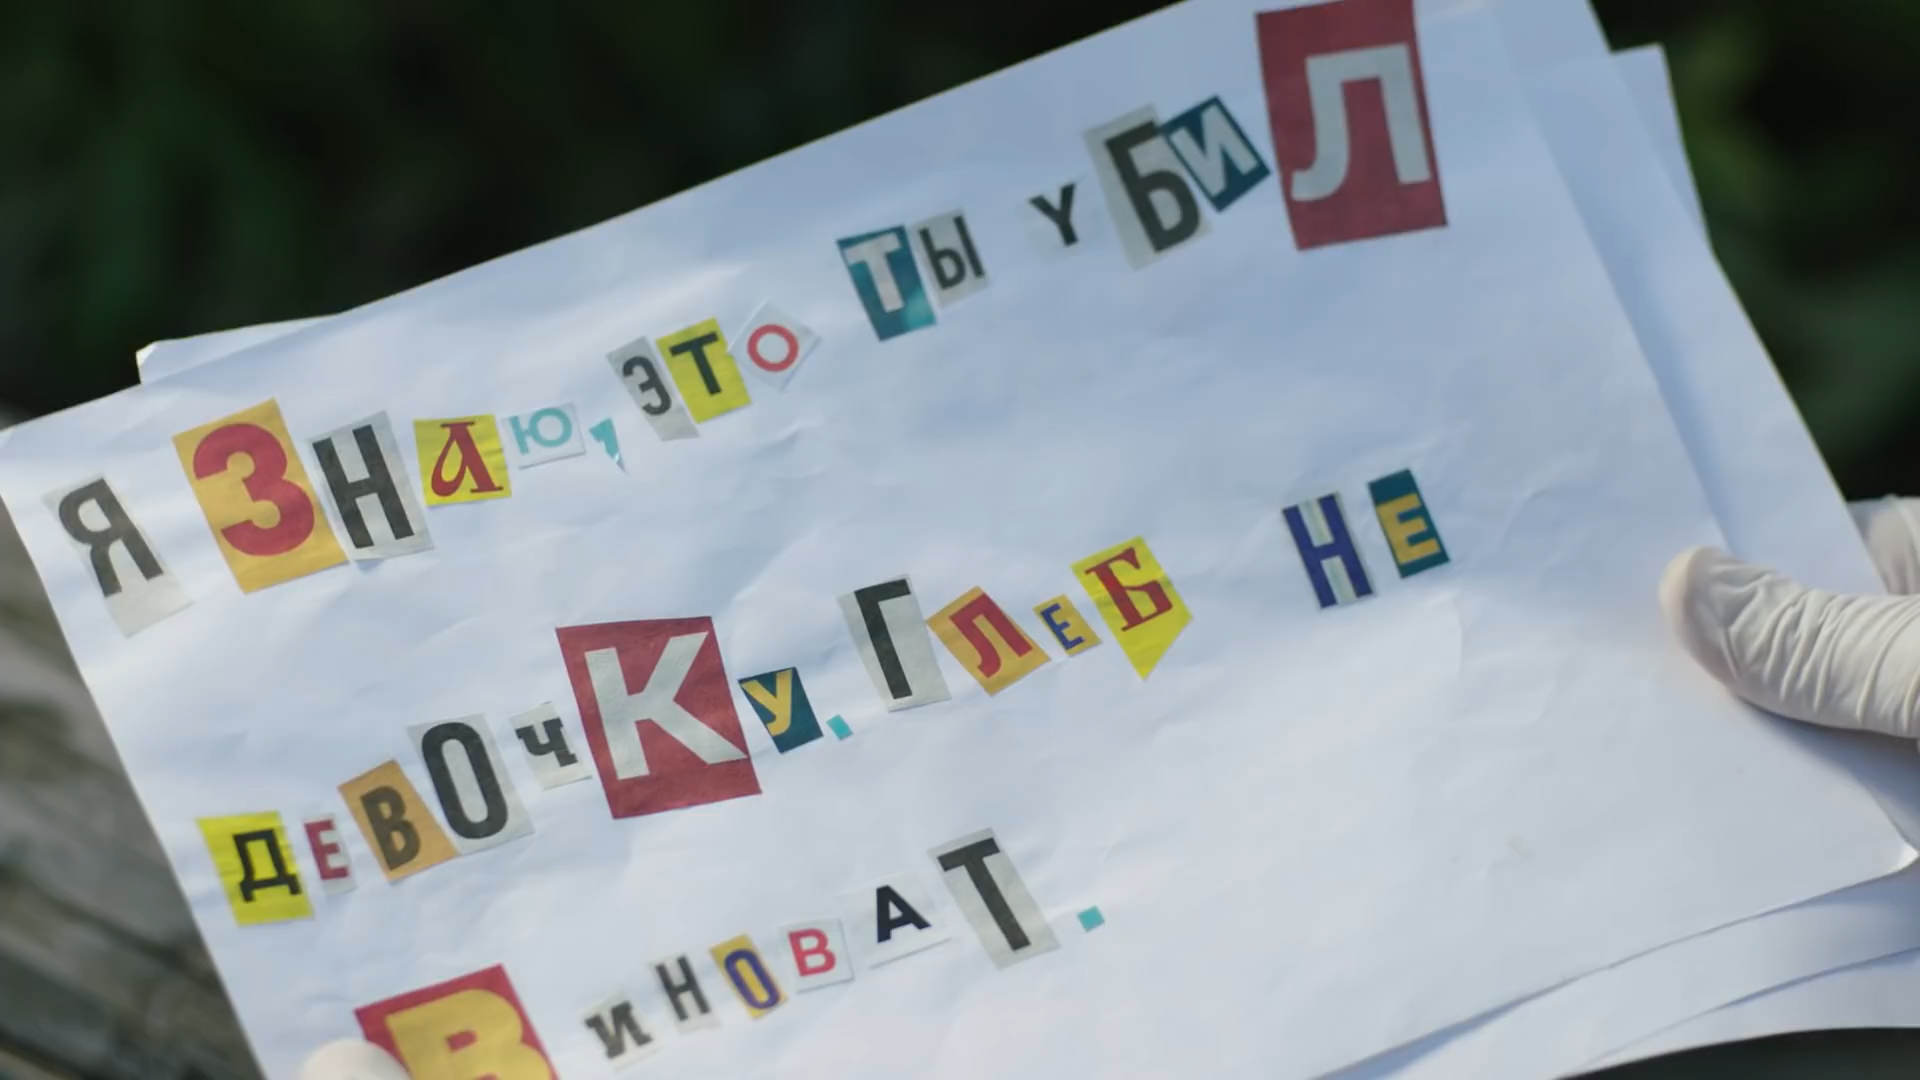 Я ЗНАЮ, ЭТО ТЫ УБИЛ
ДЕВОЧКУ. ГЛЕБ НЕ
ВИНОВАТ.